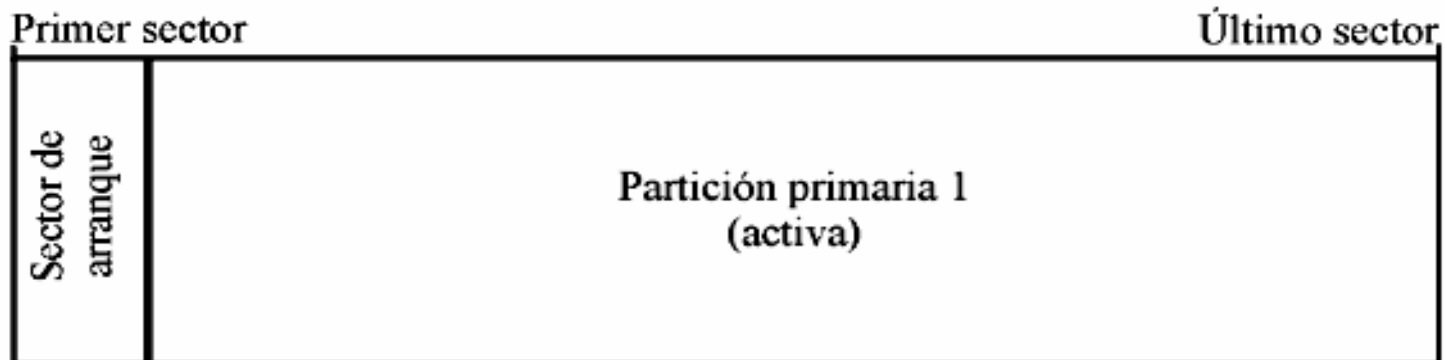 Primer sector
Último sector
Sector de
arranque
Partición primaria 1
(activa)